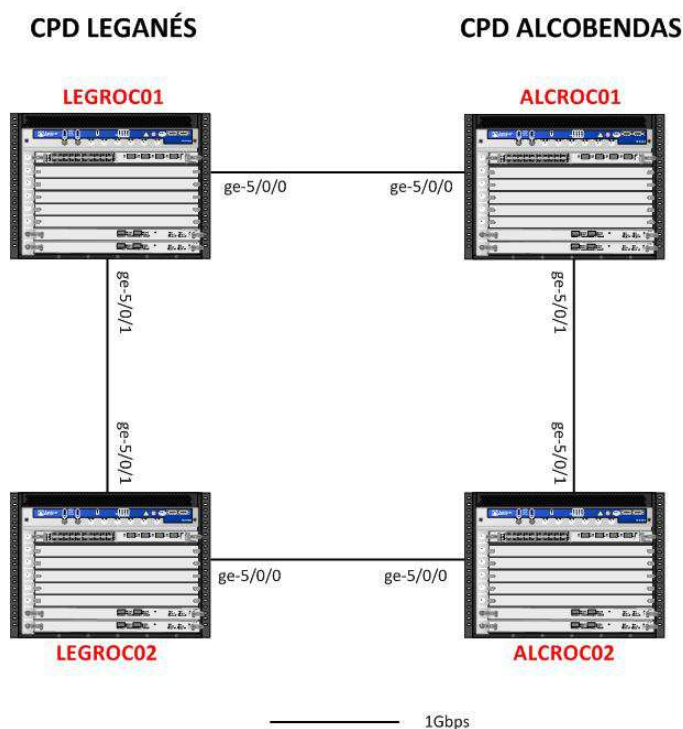 CPD LEGANÉS
CPD ALCOBENDAS
LEGROC01
ALCROC01
ge-5/0/0
ge-5/0/0
ge-5/0/1
ge-5/0/1
ge-5/0/1
ge-5/0/1
ge-5/0/0
ge-5/0/0
LEGROC02
ALCROC02
1Gbps